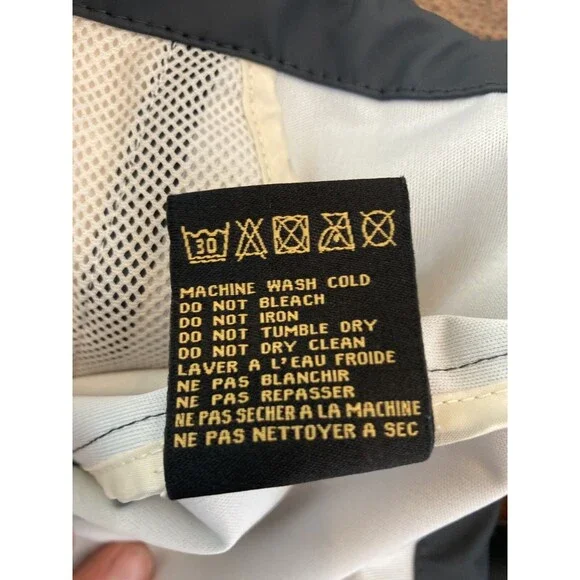 30
MACHINE WASH COLD
DO NOT BLEACH
DO NOT IRON
DO NOT TUMBLE DRY
DO NOT DRY CLEAN
LAVER A L'EAU FROIDE
NE PAS BLANCHIR
NE PAS REPASSER
NE PAS SECHER A LA MACHINE
NE PAS NETTOYER A SEC